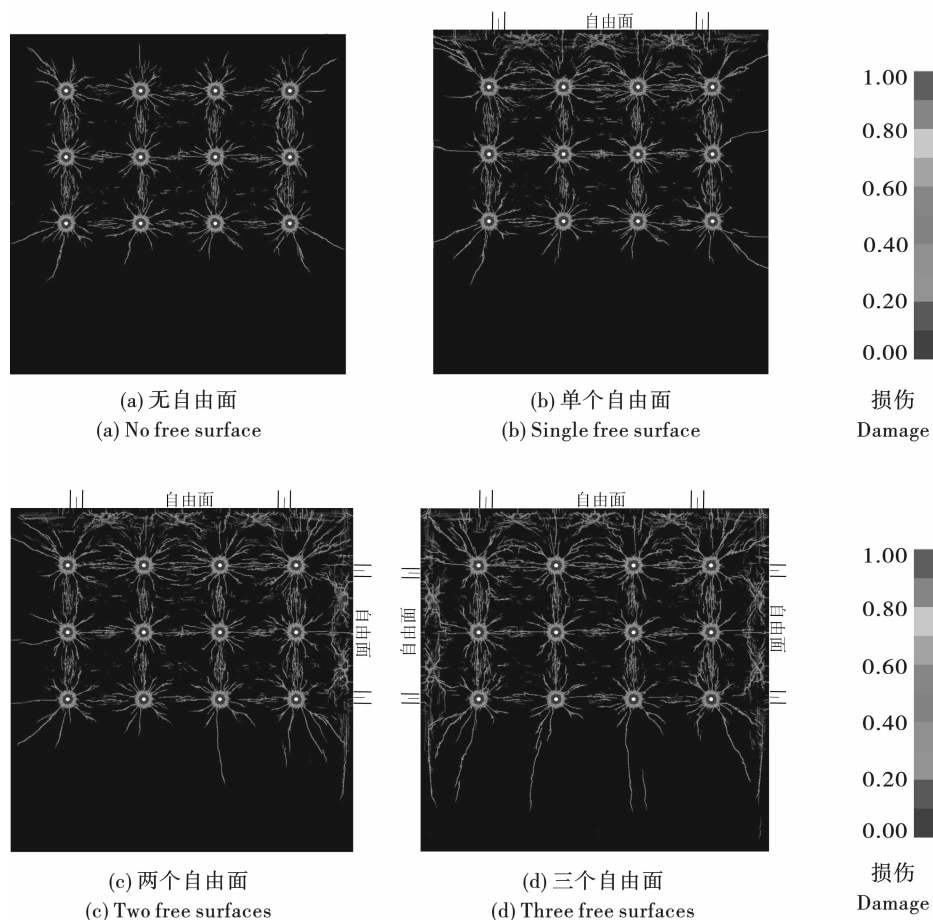 自由面
1.00
0.80
0.60
0.40
0.20
0.00
(a) 无自由面
(a) No free surface
(b) 单个自由面
(b) Single free surface
损伤
Damage
自由面
自由面
自由面
自由面
自由面
1.00
0.80
0.60
0.40
0.20
0.00
(c) 两个自由面
(c) Two free surfaces
(d) 三个自由面
(d) Three free surfaces
损伤
Damage